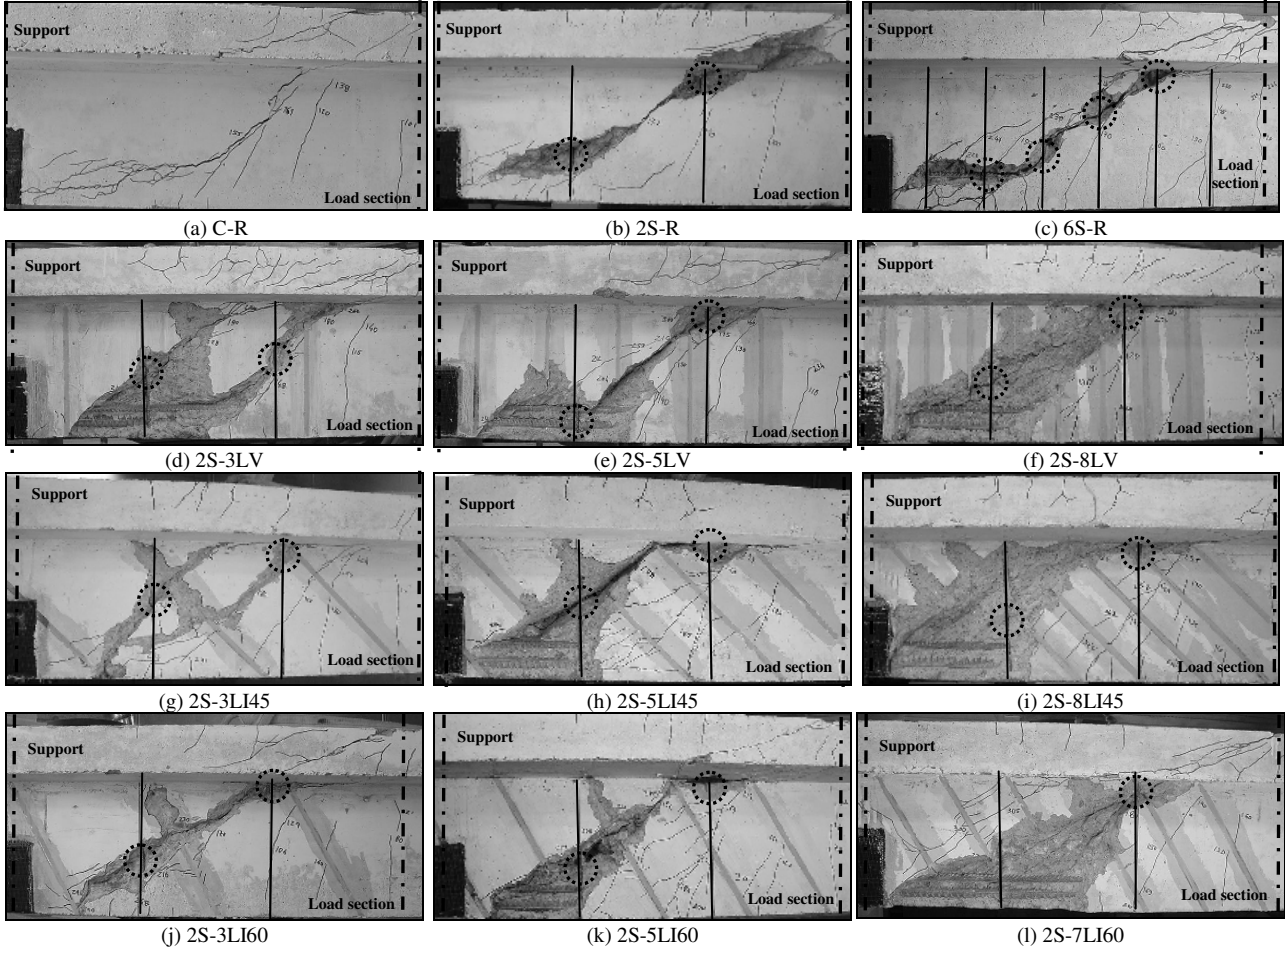 Support
Load section
(a) C-R
Support
Load section
(b) 2S-R
Support
Load
section
(c) 6S-R
Support
Load section
(d) 2S-3LV
Support
Load section
(e) 2S-5LV
Support
Load section
(f) 2S-8LV
Support
Load section
(g) 2S-3LI45
Support
Load section
(h) 2S-5LI45
Support
Load section
(i) 2S-8LI45
Support
Load section
(j) 2S-3LI60
Support
Load section
(k) 2S-5LI60
Support
Load section
(l) 2S-7LI60